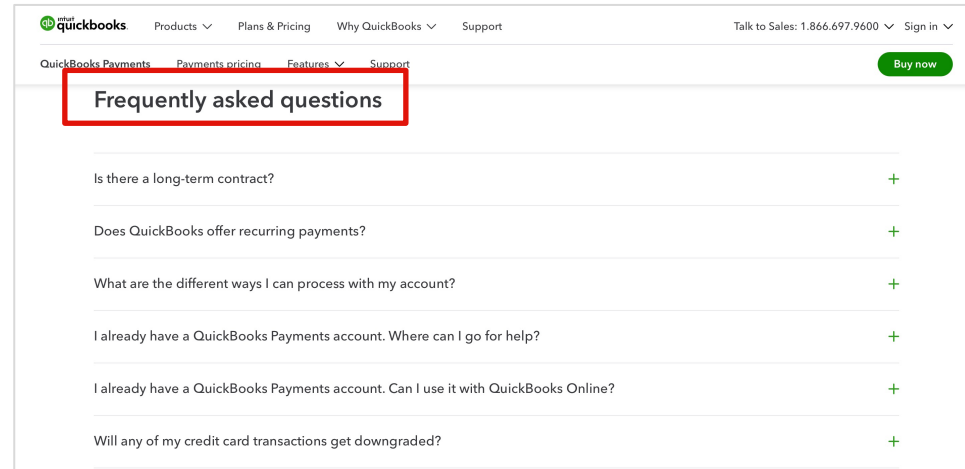 intuit quickbooks. Products Plans & Pricing Why QuickBooks Support Talk to Sales: 1.866.697.9600 Sign in
QuickBooks Payments Payments pricing Features Support Buy now
Frequently asked questions
Is there a long-term contract?
Does QuickBooks offer recurring payments?
What are the different ways I can process with my account?
I already have a QuickBooks Payments account. Where can I go for help?
I already have a QuickBooks Payments account. Can I use it with QuickBooks Online?
Will any of my credit card transactions get downgraded?